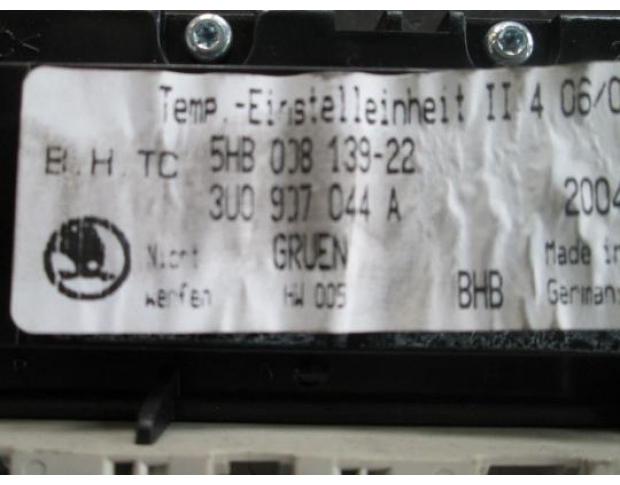 Temp.-Einstelleinheit II 4 06/0
B.H.TC 5HB 008 139-22
3U0 907 044 A 2004
Nicht GRUEN Made in
werfen HW 005 BHB German